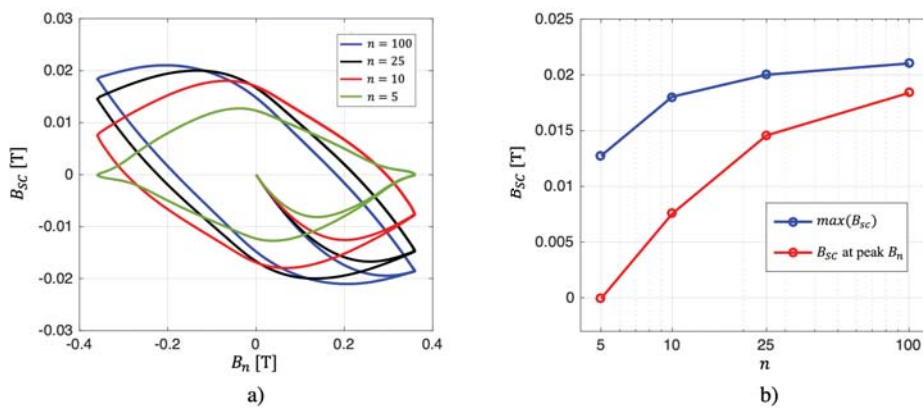 0.03
0.02
0.01
0
-0.01
-0.02
-0.03
B_SC [T]
-0.4
-0.2
0
0.2
0.4
B_n [T]
n = 100
n = 25
n = 10
n = 5
a)
0.025
0.02
0.015
0.01
0.005
0
B_SC [T]
5
10
25
100
n
max(B_sc)
B_SC at peak B_n
b)